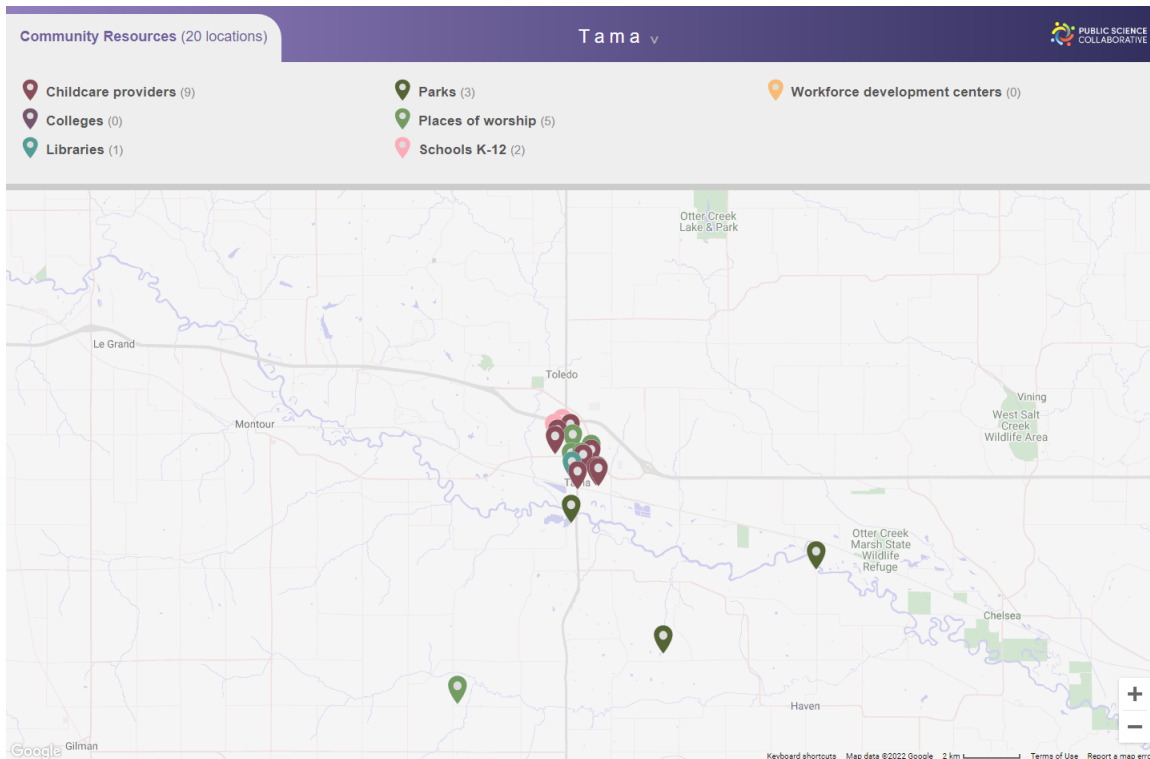 Community Resources (20 locations)
Tama v
PUBLIC SCIENCE
COLLABORATIVE
Childcare providers (9)
Parks (3)
Workforce development centers (0)
Colleges (0)
Places of worship (5)
Libraries (1)
Schools K-12 (2)
Otter Creek
Lake & Park
Le Grand
Toledo
Vining
Montour
West Salt
Creek
Wildlife Area
Tama
Otter Creek
Marsh State
Wildlife
Refuge
Chelsea
Haven
Gilman
+
−
Google
Keyboard shortcuts Map data ©2022 Google 2 km Terms of Use Report a map erro